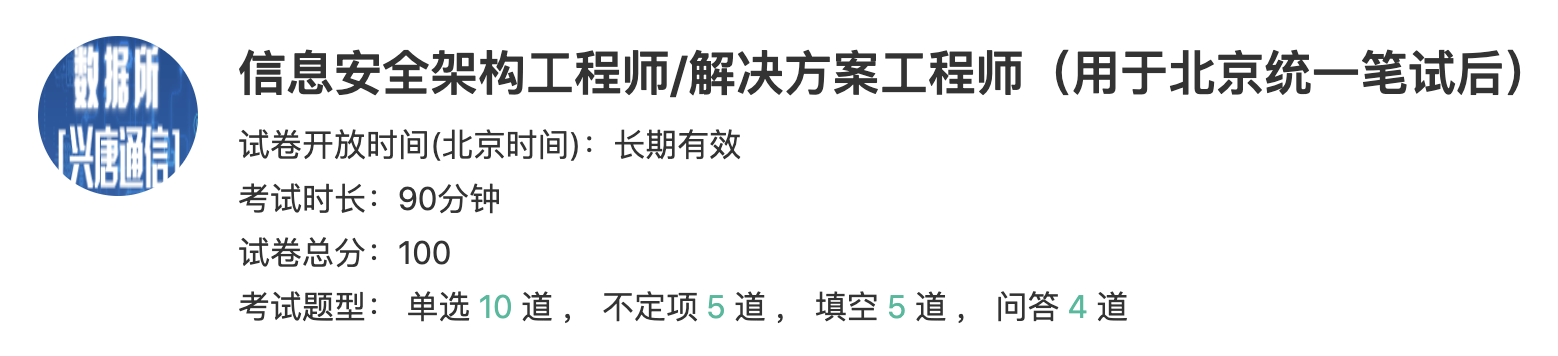 数据所
[兴唐通信]
信息安全架构工程师/解决方案工程师（用于北京统一笔试后）
试卷开放时间(北京时间)：长期有效
考试时长：90分钟
试卷总分：100
考试题型： 单选 10 道， 不定项 5 道， 填空 5 道， 问答 4 道